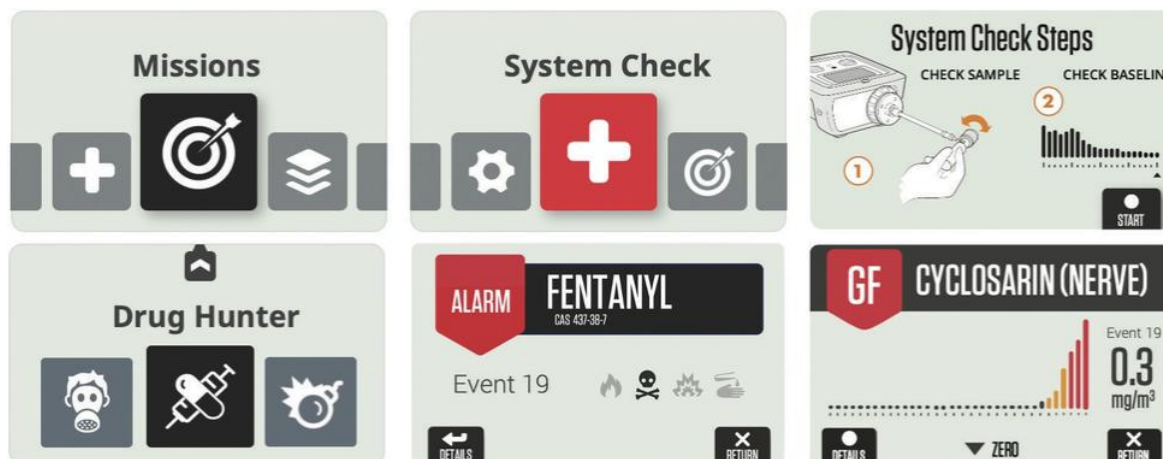 Missions
System Check
System Check Steps
CHECK SAMPLE
CHECK BASELIN
2
1
START
Drug Hunter
ALARM
FENTANYL
CAS 437-38-7
Event 19
DETAILS
RETURN
GF
CYCLOSARIN (NERVE)
Event 19
0.3
mg/m³
DETAILS
ZERO
RETURN